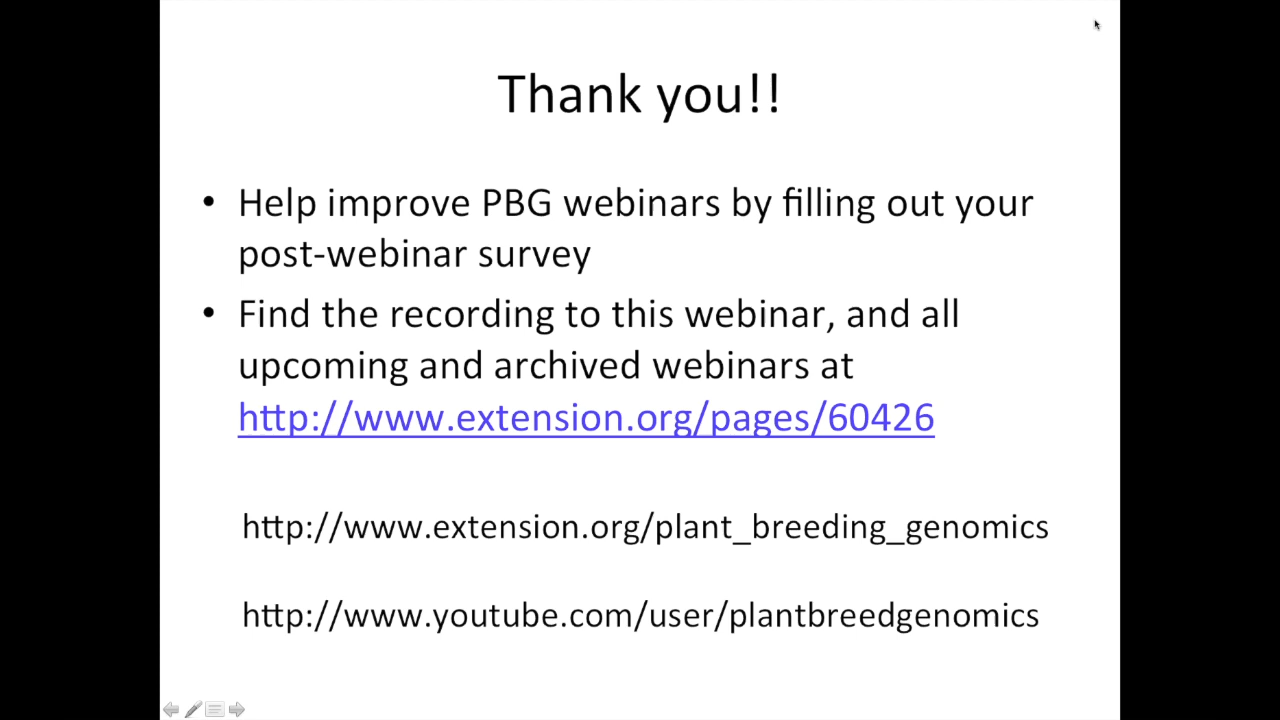 Thank you!!
• Help improve PBG webinars by filling out your
post-webinar survey
• Find the recording to this webinar, and all
upcoming and archived webinars at
http://www.extension.org/pages/60426
http://www.extension.org/plant_breeding_genomics
http://www.youtube.com/user/plantbreedgenomics